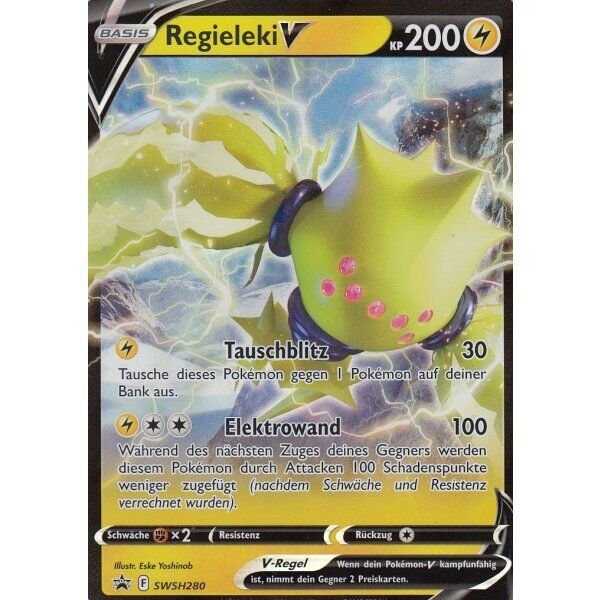 BASIS
Regieleki V
KP 200
Tauschblitz 30
Tausche dieses Pokémon gegen 1 Pokémon auf deiner
Bank aus.
Elektrowand 100
Während des nächsten Zuges deines Gegners werden
diesem Pokémon durch Attacken 100 Schadenspunkte
weniger zugefügt (nachdem Schwäche und Resistenz
verrechnet wurden).
Schwäche ×2 Resistenz Rückzug
Illustr. Eske Yoshinob
V-Regel Wenn dein Pokémon-V kampfunfähig
ist, nimmt dein Gegner 2 Preiskarten.
F SWSH280